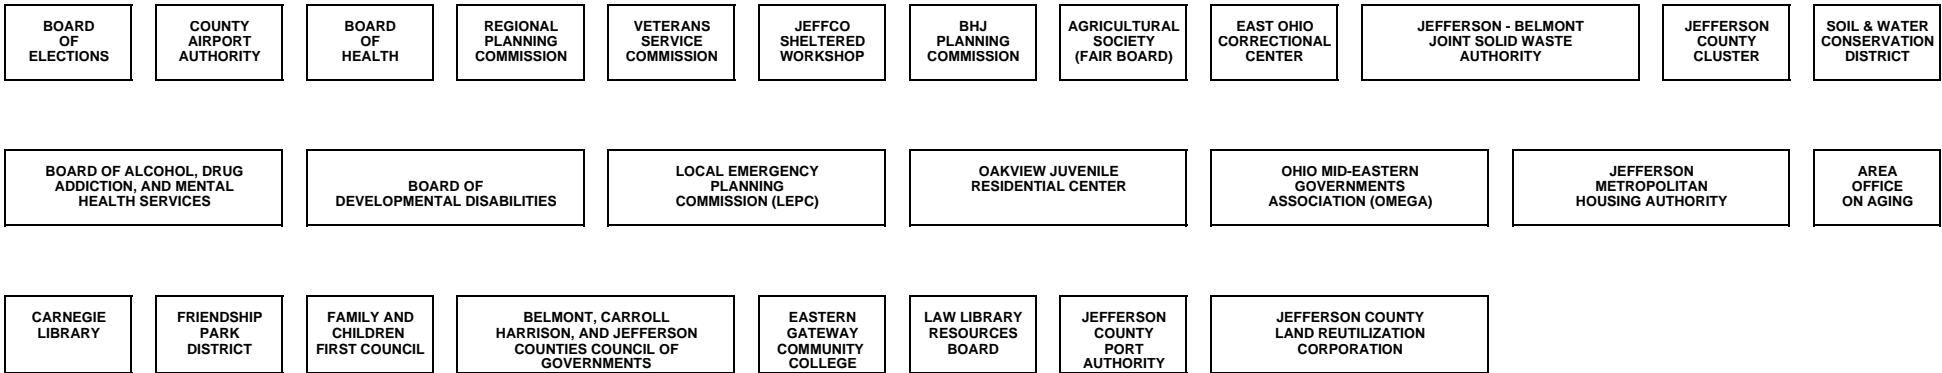 BOARD
OF
ELECTIONS
COUNTY
AIRPORT
AUTHORITY
BOARD
OF
HEALTH
REGIONAL
PLANNING
COMMISSION
VETERANS
SERVICE
COMMISSION
JEFFCO
SHELTERED
WORKSHOP
BHJ
PLANNING
COMMISSION
AGRICULTURAL
SOCIETY
(FAIR BOARD)
EAST OHIO
CORRECTIONAL
CENTER
JEFFERSON - BELMONT
JOINT SOLID WASTE
AUTHORITY
JEFFERSON
COUNTY
CLUSTER
SOIL & WATER
CONSERVATION
DISTRICT
BOARD OF ALCOHOL, DRUG
ADDICTION, AND MENTAL
HEALTH SERVICES
BOARD OF
DEVELOPMENTAL DISABILITIES
LOCAL EMERGENCY
PLANNING
COMMISSION (LEPC)
OAKVIEW JUVENILE
RESIDENTIAL CENTER
OHIO MID-EASTERN
GOVERNMENTS
ASSOCIATION (OMEGA)
JEFFERSON
METROPOLITAN
HOUSING AUTHORITY
AREA
OFFICE
ON AGING
CARNEGIE
LIBRARY
FRIENDSHIP
PARK
DISTRICT
FAMILY AND
CHILDREN
FIRST COUNCIL
BELMONT, CARROLL
HARRISON, AND JEFFERSON
COUNTIES COUNCIL OF
GOVERNMENTS
EASTERN
GATEWAY
COMMUNITY
COLLEGE
LAW LIBRARY
RESOURCES
BOARD
JEFFERSON
COUNTY
PORT
AUTHORITY
JEFFERSON COUNTY
LAND REUTILIZATION
CORPORATION